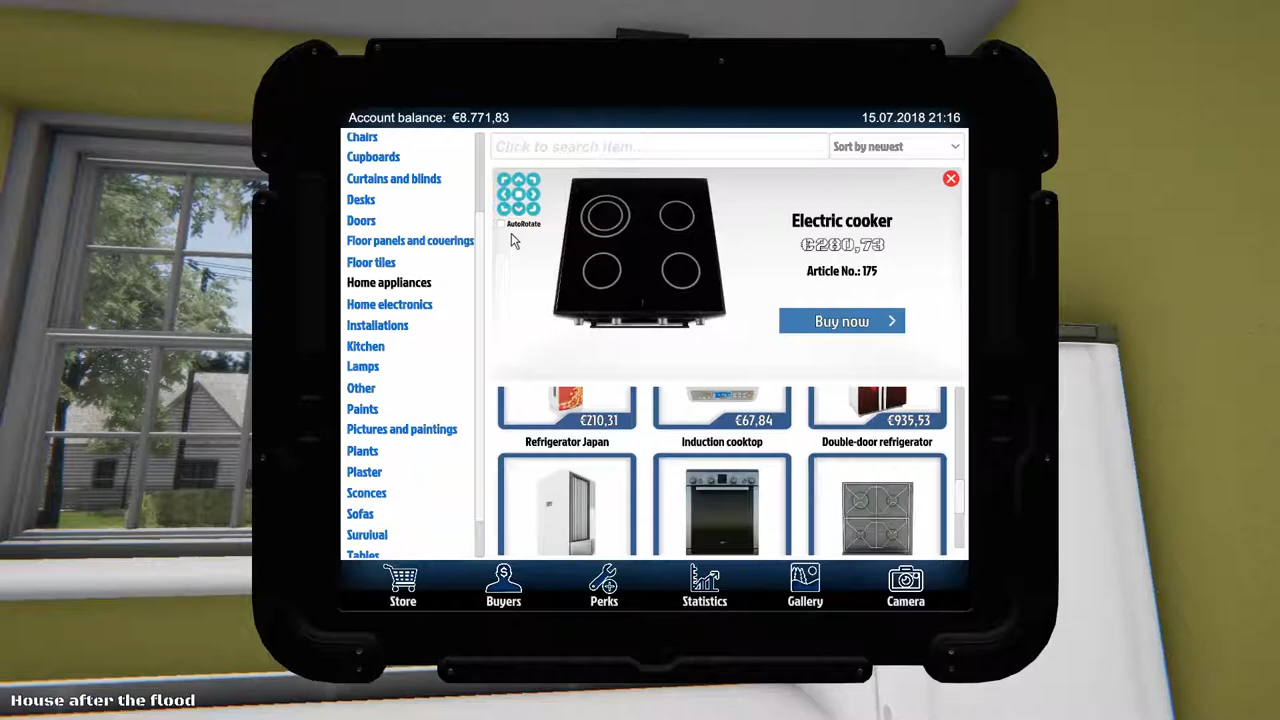 Account balance: €8.771,83
15.07.2018 21:16
Chairs
Cupboards
Curtains and blinds
Desks
Doors
Floor panels and coverings
Floor tiles
Home appliances
Home electronics
Installations
Kitchen
Lamps
Other
Paints
Pictures and paintings
Plants
Plaster
Sconces
Sofas
Survival
Tables
Click to search item...
Sort by newest
AutoRotate
Electric cooker
€280,73
Article No.: 175
Buy now
€210,31
€67,84
€935,53
Refrigerator Japan
Induction cooktop
Double-door refrigerator
Store
Buyers
Perks
Statistics
Gallery
Camera
House after the flood